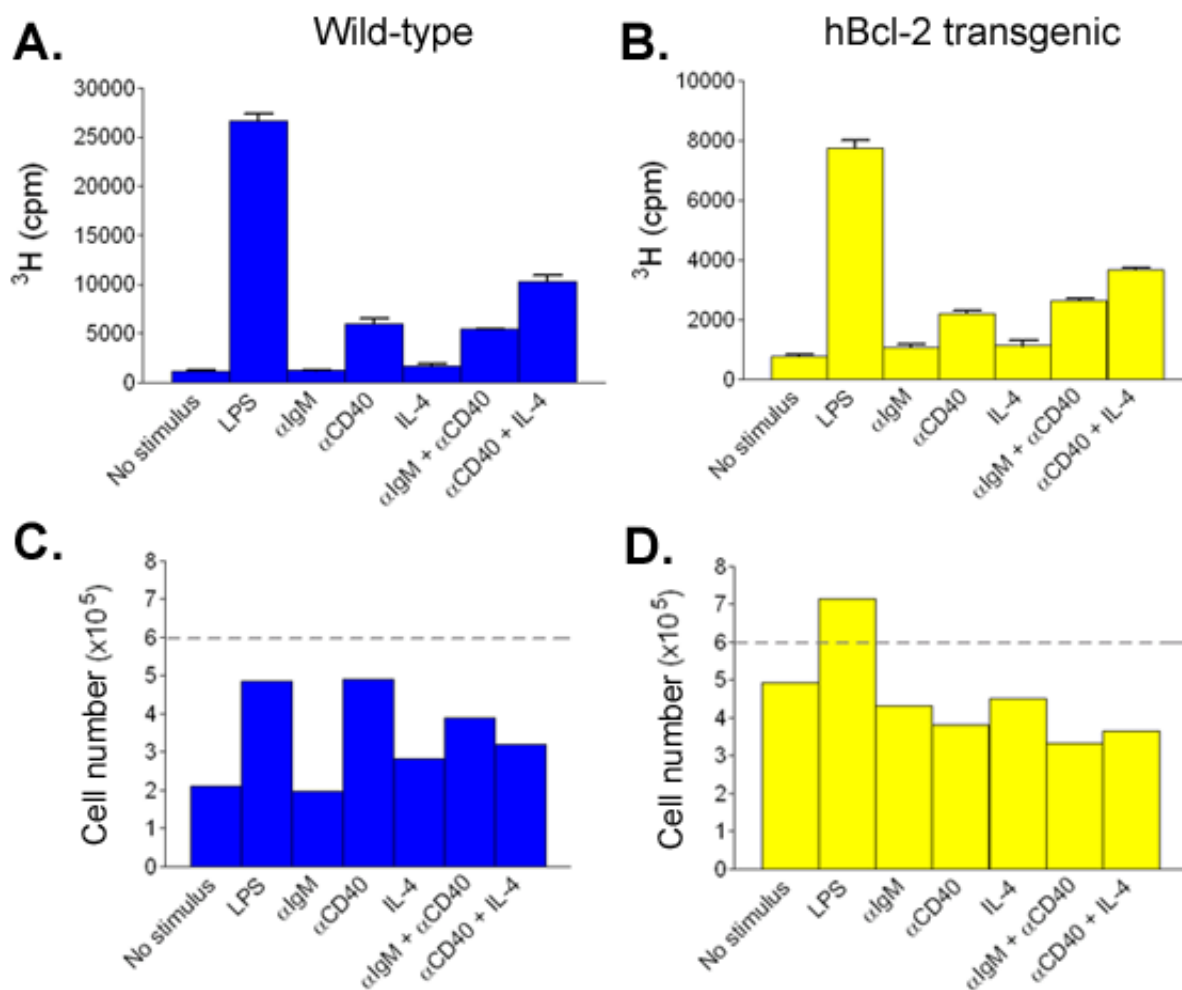 A. Wild-type
B. hBcl-2 transgenic
³H (cpm)
30000
25000
20000
15000
10000
5000
0
No stimulus
LPS
αIgM
αCD40
IL-4
αIgM + αCD40
αCD40 + IL-4
³H (cpm)
10000
8000
6000
4000
2000
0
No stimulus
LPS
αIgM
αCD40
IL-4
αIgM + αCD40
αCD40 + IL-4
C.
Cell number (x10⁵)
8
7
6
5
4
3
2
1
0
No stimulus
LPS
αIgM
αCD40
IL-4
αIgM + αCD40
αCD40 + IL-4
D.
Cell number (x10⁵)
8
7
6
5
4
3
2
1
0
No stimulus
LPS
αIgM
αCD40
IL-4
αIgM + αCD40
αCD40 + IL-4